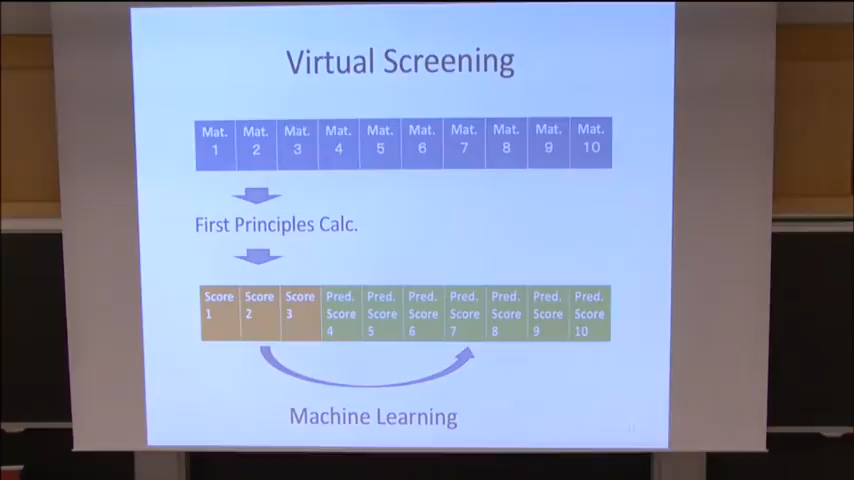 Virtual Screening
Mat. Mat. Mat. Mat. Mat. Mat. Mat. Mat. Mat. Mat.
1 2 3 4 5 6 7 8 9 10
First Principles Calc.
Score Score Score Pred. Pred. Pred. Pred. Pred. Pred. Pred.
1 2 3 Score Score Score Score Score Score Score
4 5 6 7 8 9 10
Machine Learning